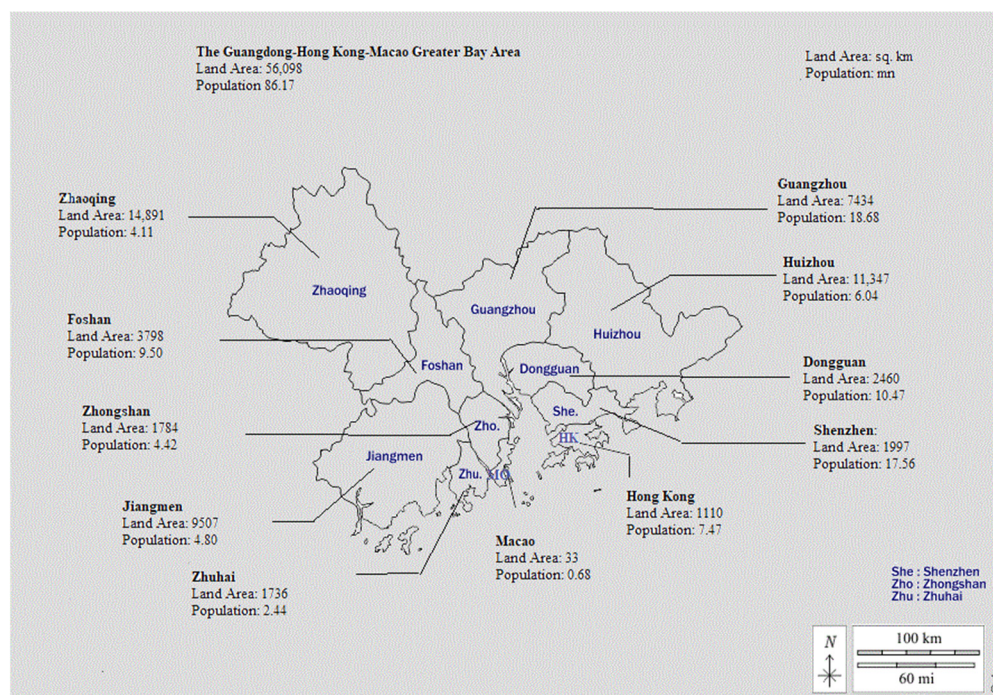 The Guangdong-Hong Kong-Macao Greater Bay Area
Land Area: 56,098
Population 86.17
Land Area: sq. km
Population: mn
Zhaoqing
Land Area: 14,891
Population: 4.11
Guangzhou
Land Area: 7434
Population: 18.68
Huizhou
Land Area: 11,347
Population: 6.04
Foshan
Land Area: 3798
Population: 9.50
Dongguan
Land Area: 2460
Population: 10.47
Zhongshan
Land Area: 1784
Population: 4.42
Shenzhen:
Land Area: 1997
Population: 17.56
Jiangmen
Land Area: 9507
Population: 4.80
Hong Kong
Land Area: 1110
Population: 7.47
Macao
Land Area: 33
Population: 0.68
Zhuhai
Land Area: 1736
Population: 2.44
Zhaoqing
Guangzhou
Huizhou
Foshan
Dongguan
She.
Zho.
HK
Jiangmen
Zhu.
MO
She : Shenzhen
Zho : Zhongshan
Zhu : Zhuhai
N
100 km
60 mi